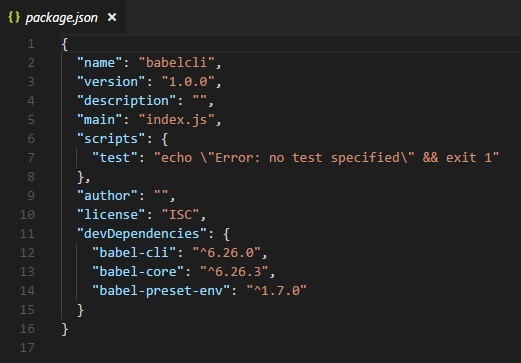 {} package.json ×
1 {
2   "name": "babelcli",
3   "version": "1.0.0",
4   "description": "",
5   "main": "index.js",
6   "scripts": {
7     "test": "echo \"Error: no test specified\" && exit 1"
8   },
9   "author": "",
10   "license": "ISC",
11   "devDependencies": {
12     "babel-cli": "^6.26.0",
13     "babel-core": "^6.26.3",
14     "babel-preset-env": "^1.7.0"
15   }
16 }
17